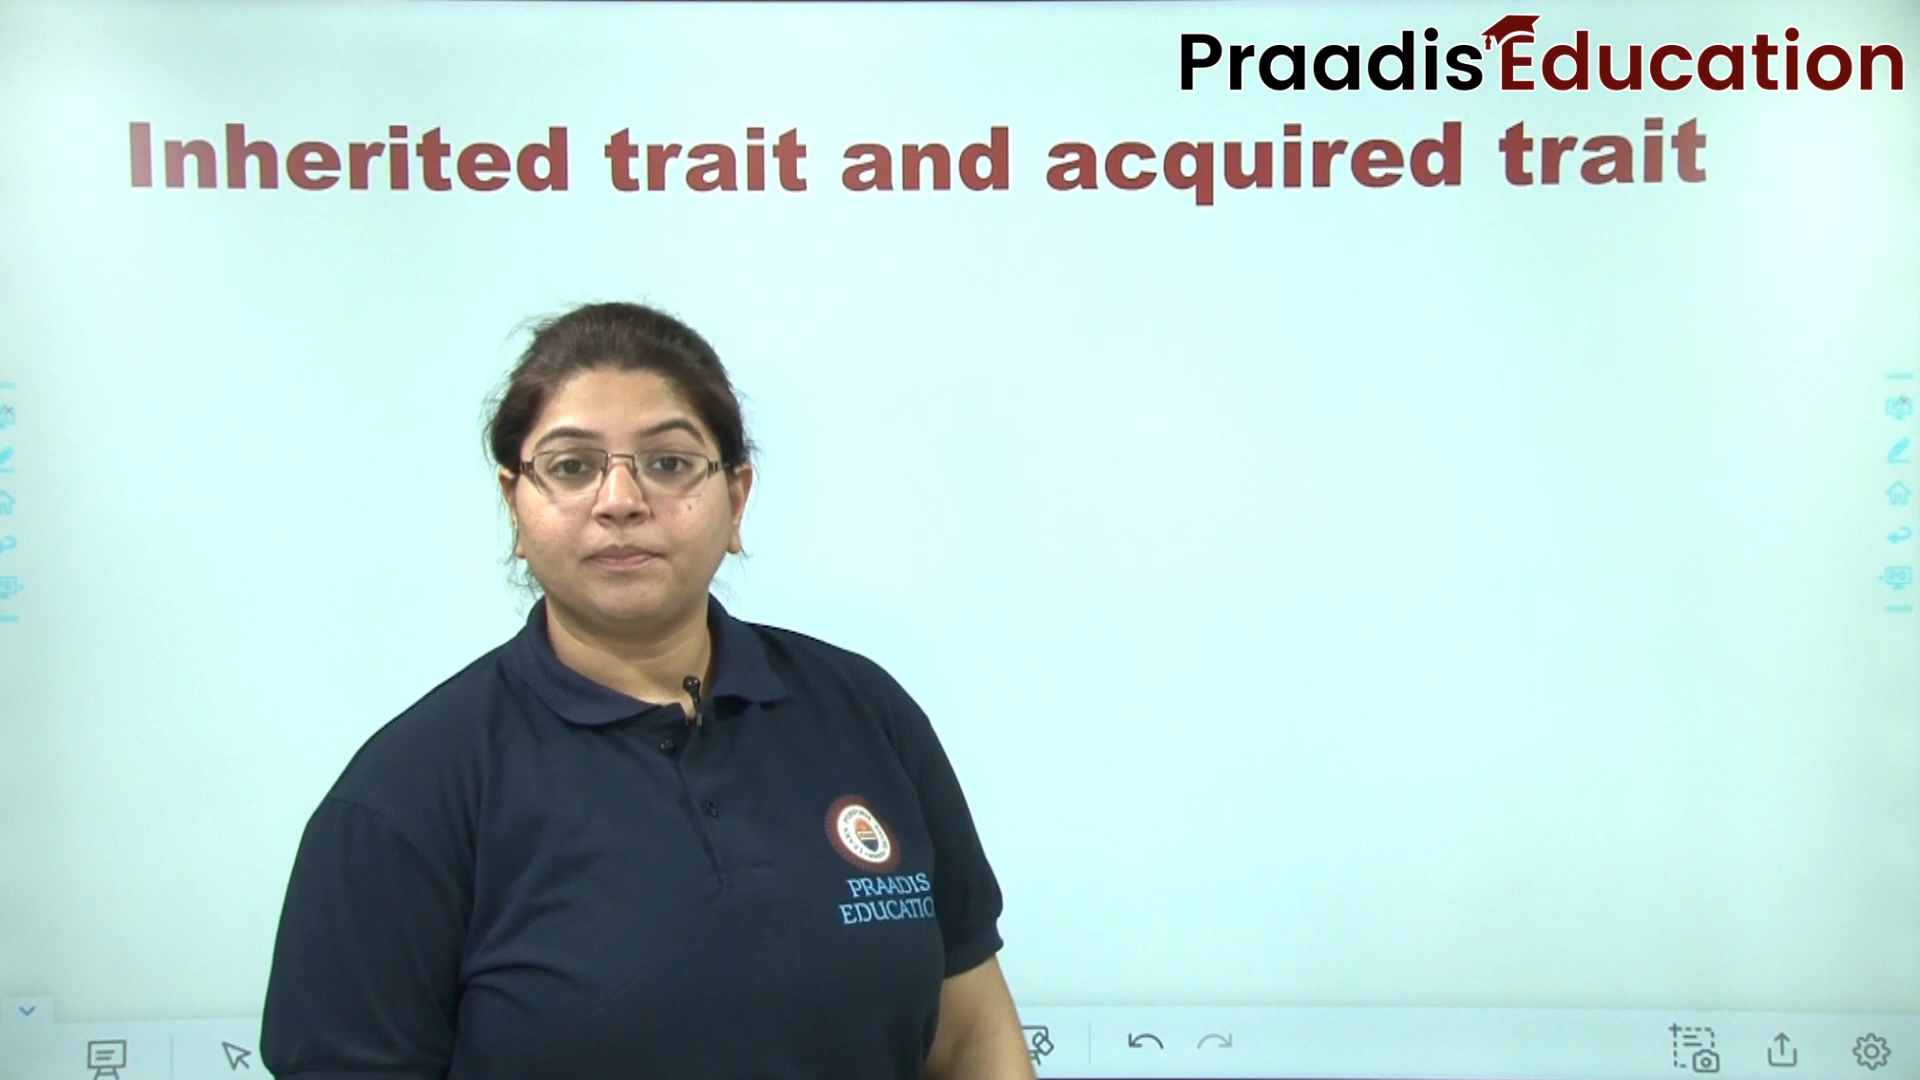 Praadis Education
Inherited trait and acquired trait
PRAADIS
EDUCATIO